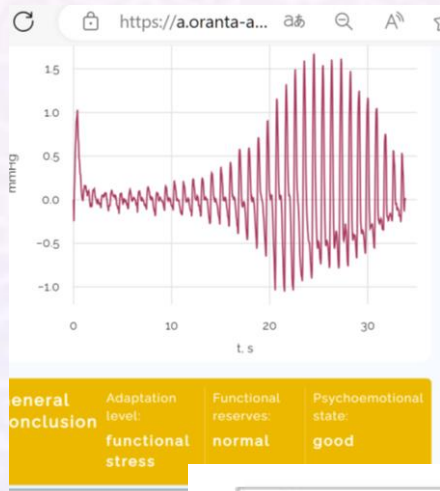 https://a.oranta-a...
mmHg
1.5
1.0
0.5
0.0
-0.5
-1.0
0
10
20
30
t, s
eneral
onclusion
Adaptation
level:
functional
stress
Functional
reserves:
normal
Psychoemotional
state:
good